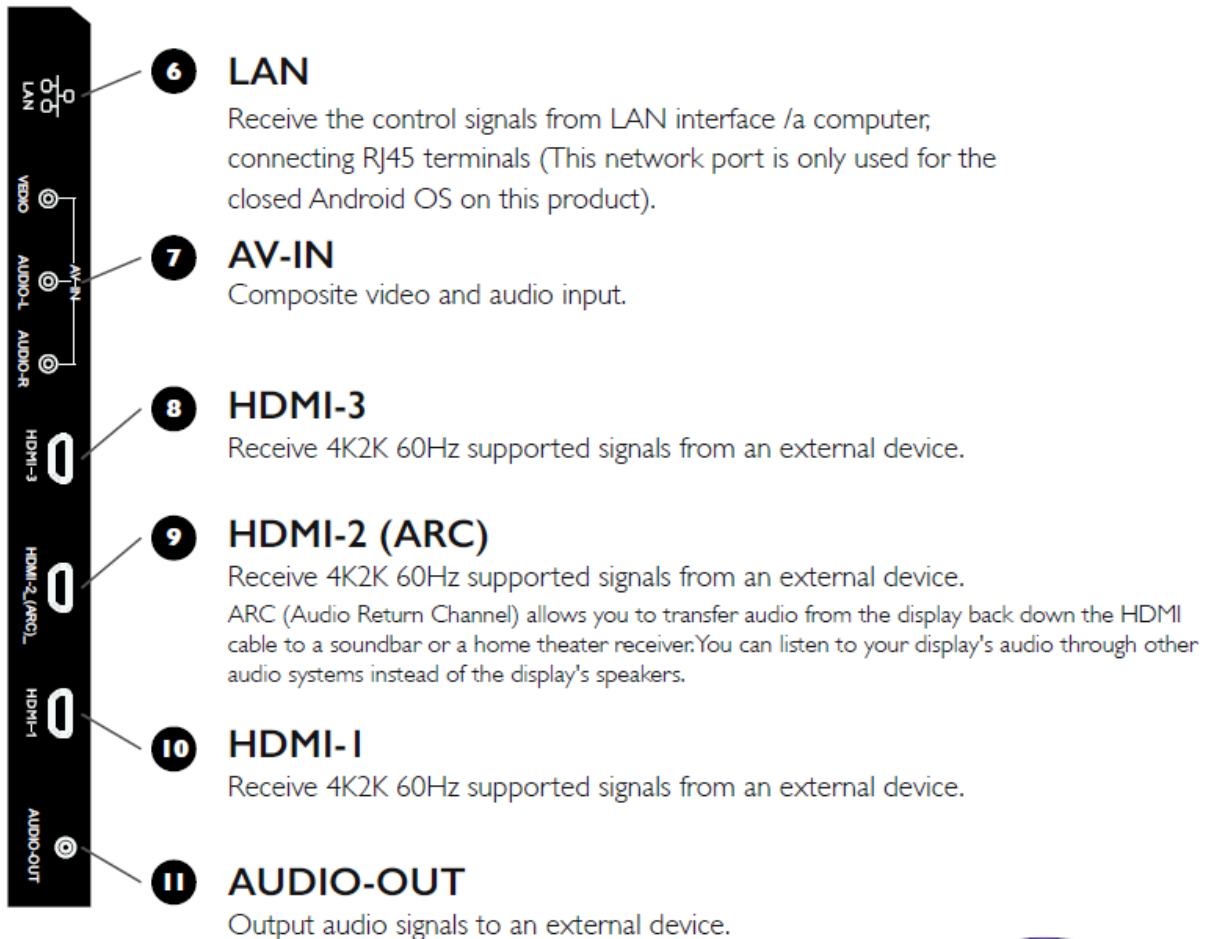 LAN
VEDIO
AUDIO-L
AV-IN
AUDIO-R
HDMI-3
HDMI-2_(ARC)_
HDMI-1
AUDIO-OUT
6 LAN
Receive the control signals from LAN interface /a computer,
connecting RJ45 terminals (This network port is only used for the
closed Android OS on this product).
7 AV-IN
Composite video and audio input.
8 HDMI-3
Receive 4K2K 60Hz supported signals from an external device.
9 HDMI-2 (ARC)
Receive 4K2K 60Hz supported signals from an external device.
ARC (Audio Return Channel) allows you to transfer audio from the display back down the HDMI
cable to a soundbar or a home theater receiver.You can listen to your display's audio through other
audio systems instead of the display's speakers.
10 HDMI-1
Receive 4K2K 60Hz supported signals from an external device.
11 AUDIO-OUT
Output audio signals to an external device.